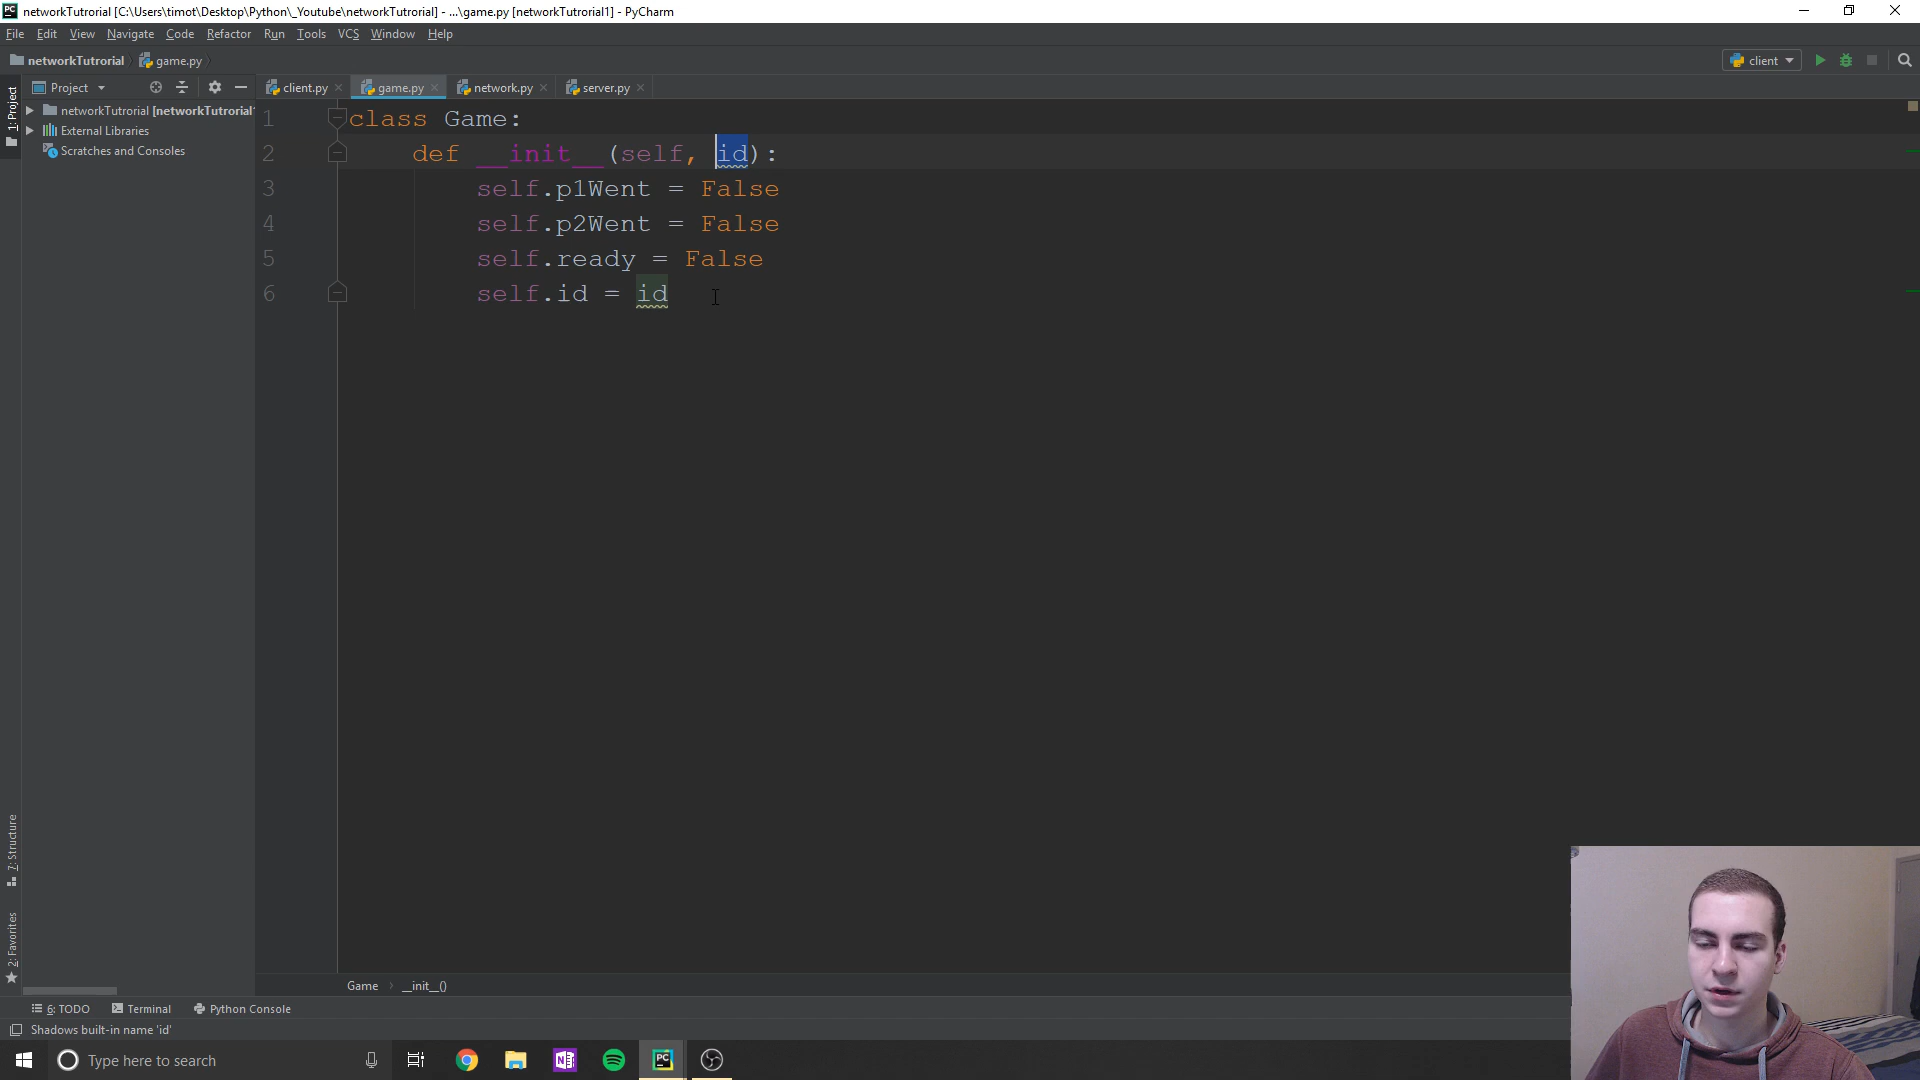 networkTutrorial [C:\Users\timot\Desktop\Python\_Youtube\networkTutrorial] - ...\game.py [networkTutrorial1] - PyCharm
File Edit View Navigate Code Refactor Run Tools VCS Window Help
networkTutrorial game.py client
Project client.py game.py network.py server.py
1: Project
networkTutrorial [networkTutrorial1
External Libraries
Scratches and Consoles
1 class Game:
2 def __init__(self, id):
3 self.p1Went = False
4 self.p2Went = False
5 self.ready = False
6 self.id = id
7: Structure
2: Favorites
Game › __init__()
6: TODO Terminal Python Console
Shadows built-in name 'id'
Type here to search